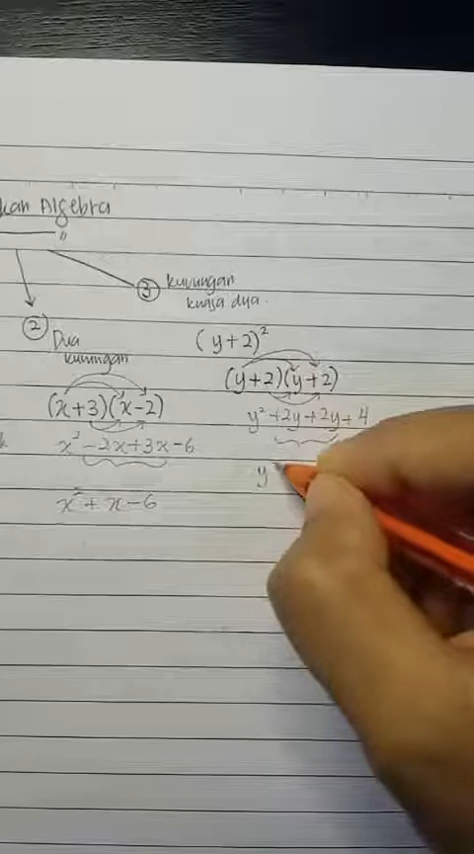 Algebra
③ kurungan
kuasa dua.
② Dua
kurungan
(y+2)²
(y+2)(y+2)
(x+3)(x-2)
y²+2y+2y+4
x²-2x+3x-6
y
x²+x-6